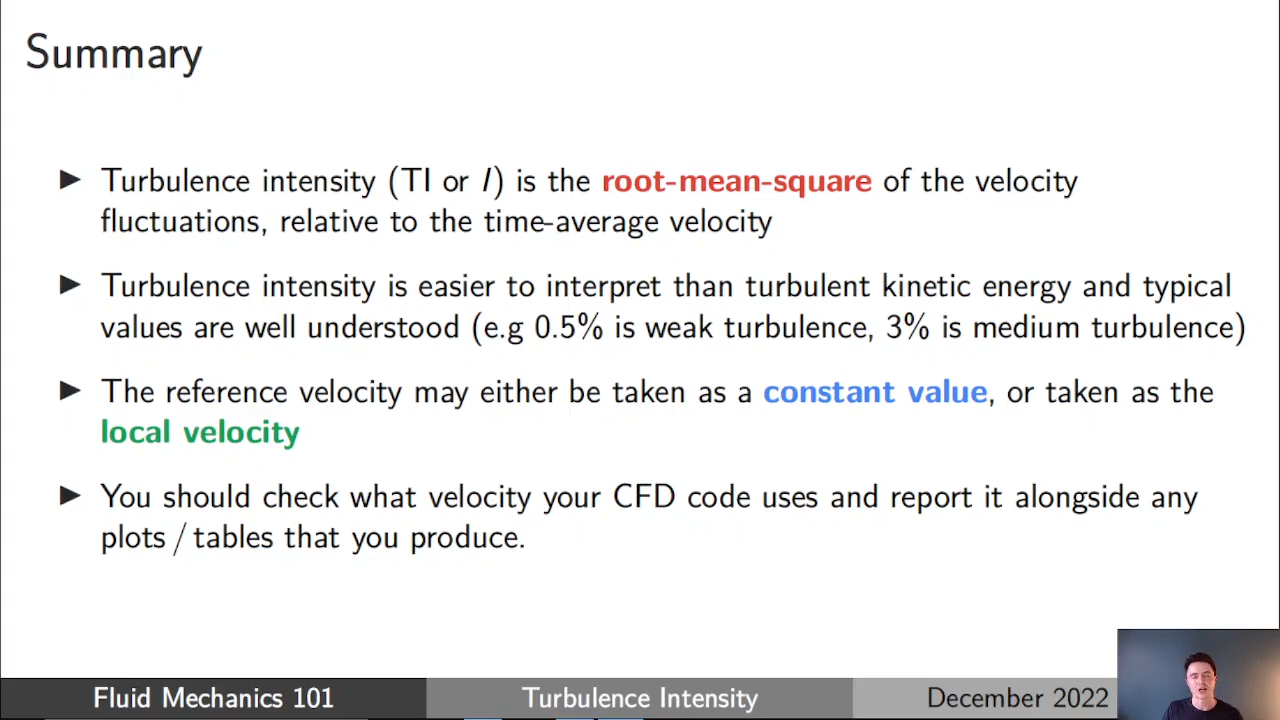 Summary
▶ Turbulence intensity (TI or I) is the root-mean-square of the velocity
fluctuations, relative to the time-average velocity
▶ Turbulence intensity is easier to interpret than turbulent kinetic energy and typical
values are well understood (e.g 0.5% is weak turbulence, 3% is medium turbulence)
▶ The reference velocity may either be taken as a constant value, or taken as the
local velocity
▶ You should check what velocity your CFD code uses and report it alongside any
plots / tables that you produce.
Fluid Mechanics 101
Turbulence Intensity
December 2022